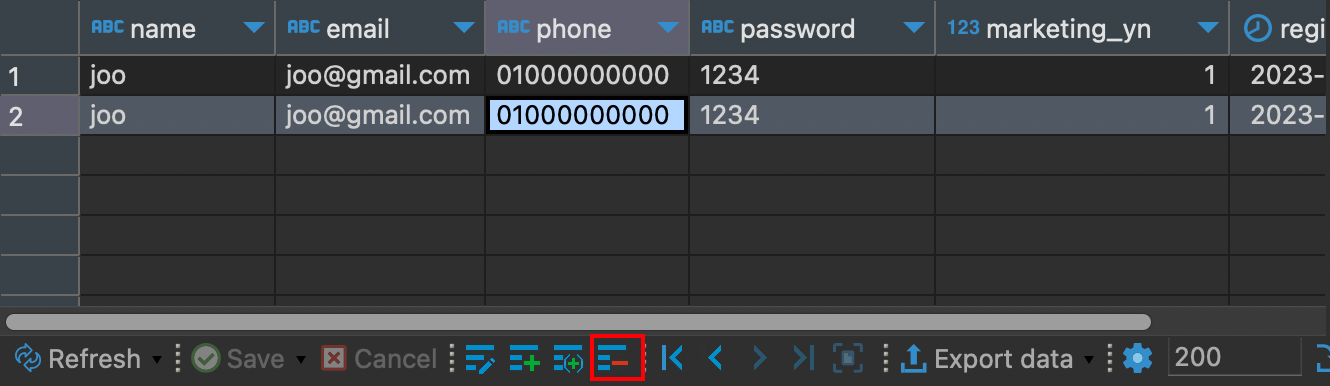 ABC name ABC email ABC phone ABC password 123 marketing_yn regi
1 joo joo@gmail.com 01000000000 1234 1 2023-
2 joo joo@gmail.com 01000000000 1234 1 2023-
Refresh Save Cancel Export data 200